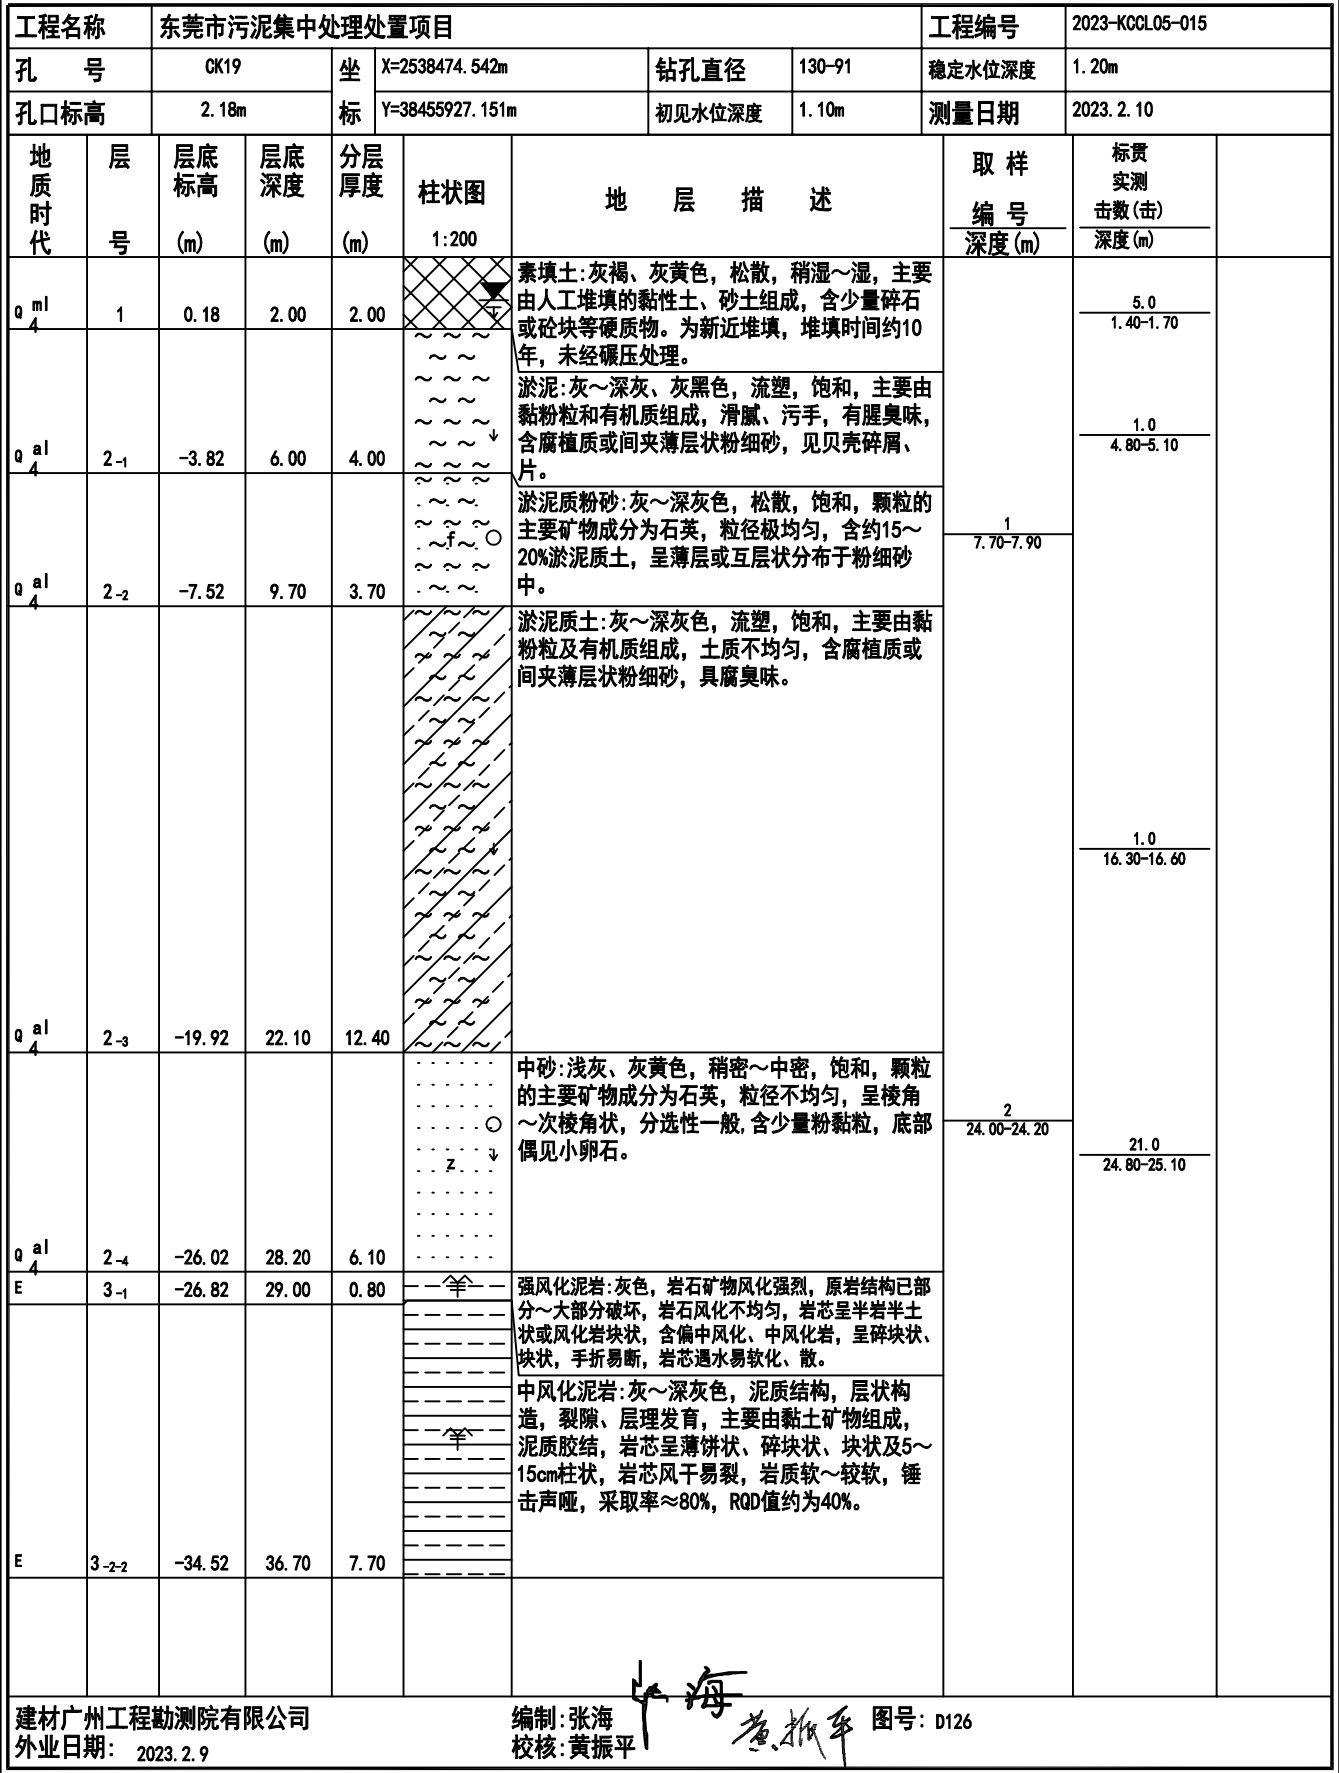 工程名称 东莞市污泥集中处理处置项目 工程编号 2023-KCCL05-015
孔 号 CK19 坐 X=2538474.542m 钻孔直径 130-91 稳定水位深度 1.20m
孔口标高 2.18m 标 Y=38455927.151m 初见水位深度 1.10m 测量日期 2023.2.10
地质时代 层号 层底标高(m) 层底深度(m) 分层厚度(m) 柱状图 1:200 地 层 描 述 取样编号 深度(m) 标贯实测击数(击) 深度(m)
素填土:灰褐、灰黄色，松散，稍湿～湿，主要
由人工堆填的黏性土、砂土组成，含少量碎石
或砼块等硬质物。为新近堆填，堆填时间约10
年，未经碾压处理。
Q4ml 1 0.18 2.00 2.00
5.0
1.40-1.70
淤泥:灰～深灰、灰黑色，流塑，饱和，主要由
黏粉粒和有机质组成，滑腻、污手，有腥臭味，
含腐植质或间夹薄层状粉细砂，见贝壳碎屑、
片。
Q4al 2-1 -3.82 6.00 4.00
1.0
4.80-5.10
淤泥质粉砂:灰～深灰色，松散，饱和，颗粒的
主要矿物成分为石英，粒径极均匀，含约15～
20%淤泥质土，呈薄层或互层状分布于粉细砂
中。
f
Q4al 2-2 -7.52 9.70 3.70
1
7.70-7.90
淤泥质土:灰～深灰色，流塑，饱和，主要由黏
粉粒及有机质组成，土质不均匀，含腐植质或
间夹薄层状粉细砂，具腐臭味。
1.0
16.30-16.60
Q4al 2-3 -19.92 22.10 12.40
中砂:浅灰、灰黄色，稍密～中密，饱和，颗粒
的主要矿物成分为石英，粒径不均匀，呈棱角
～次棱角状，分选性一般,含少量粉黏粒，底部
偶见小卵石。
z
2
24.00-24.20
21.0
24.80-25.10
Q4al 2-4 -26.02 28.20 6.10
E 3-1 -26.82 29.00 0.80
强风化泥岩:灰色，岩石矿物风化强烈，原岩结构已部
分～大部分破坏，岩石风化不均匀，岩芯呈半岩半土
状或风化岩块状，含偏中风化、中风化岩，呈碎块状、
块状，手折易断，岩芯遇水易软化、散。
中风化泥岩:灰～深灰色，泥质结构，层状构
造，裂隙、层理发育，主要由黏土矿物组成，
泥质胶结，岩芯呈薄饼状、碎块状、块状及5～
15cm柱状，岩芯风干易裂，岩质软～较软，锤
击声哑，采取率≈80%，RQD值约为40%。
E 3-2-2 -34.52 36.70 7.70
建材广州工程勘测院有限公司 编制:张海 张海 图号: D126
外业日期: 2023.2.9 校核:黄振平 黄振平